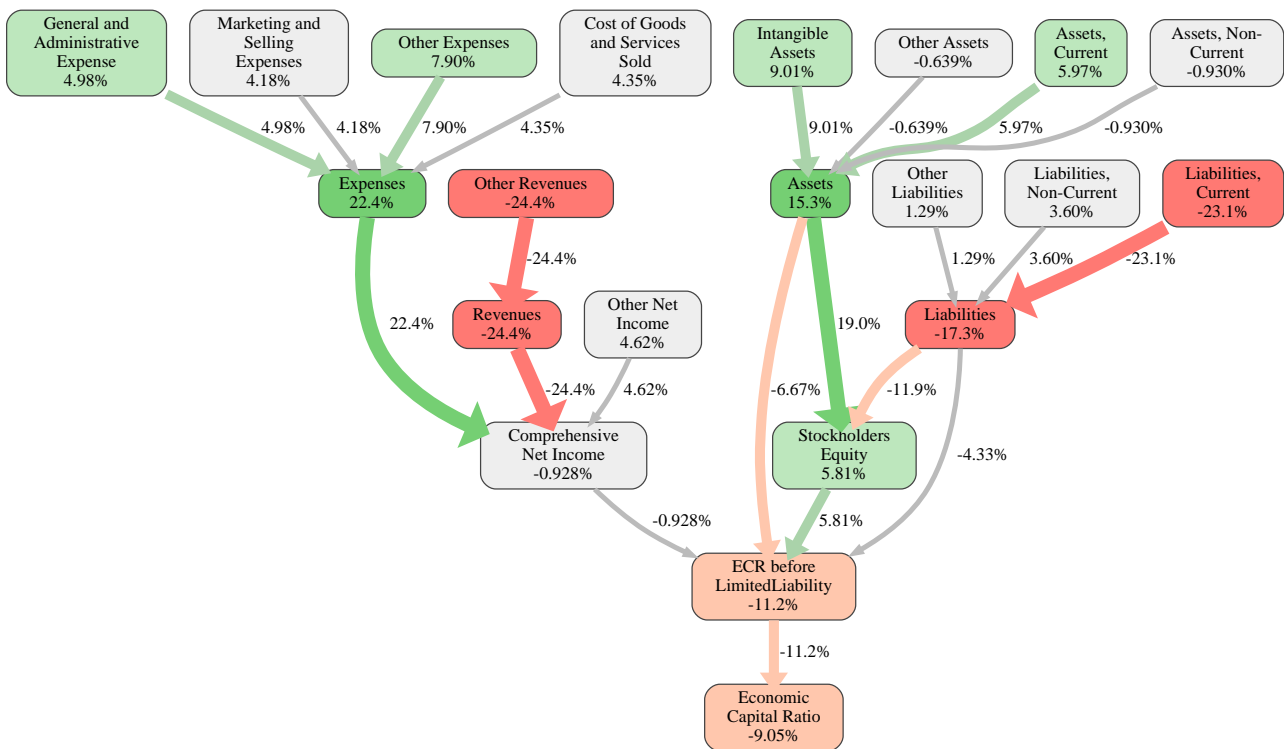 General and
Administrative
Expense
4.98%
Marketing and
Selling
Expenses
4.18%
Other Expenses
7.90%
Cost of Goods
and Services
Sold
4.35%
Intangible
Assets
9.01%
Other Assets
-0.639%
Assets,
Current
5.97%
Assets, Non-
Current
-0.930%
4.98%
4.18%
7.90%
4.35%
9.01%
-0.639%
5.97%
-0.930%
Expenses
22.4%
Other Revenues
-24.4%
Assets
15.3%
Other
Liabilities
1.29%
Liabilities,
Non-Current
3.60%
Liabilities,
Current
-23.1%
-24.4%
1.29%
3.60%
-23.1%
22.4%
Revenues
-24.4%
Other Net
Income
4.62%
19.0%
Liabilities
-17.3%
-24.4%
4.62%
-6.67%
-11.9%
Comprehensive
Net Income
-0.928%
Stockholders
Equity
5.81%
-4.33%
-0.928%
5.81%
ECR before
LimitedLiability
-11.2%
-11.2%
Economic
Capital Ratio
-9.05%